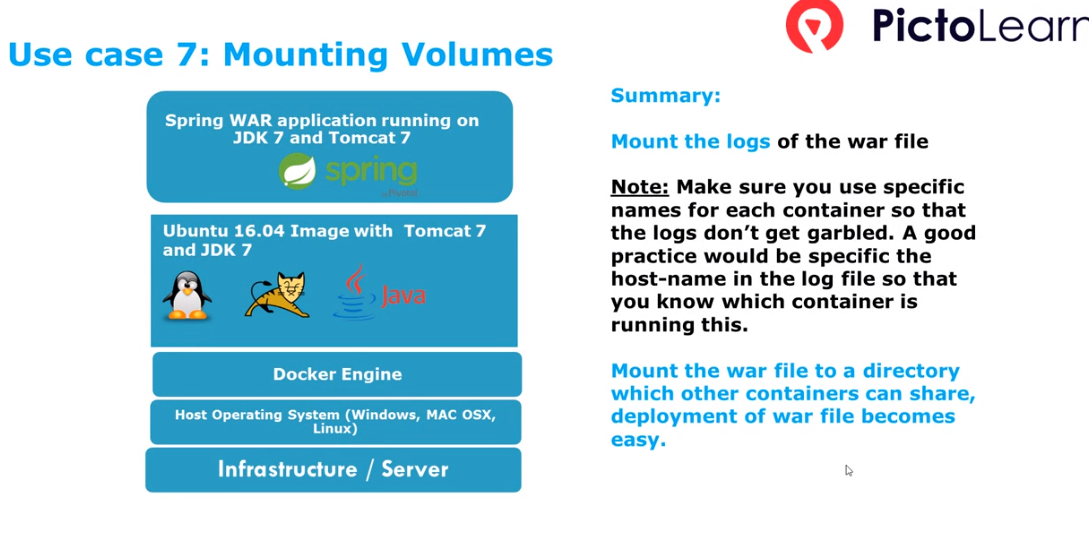 PictoLearn
Use case 7: Mounting Volumes
Spring WAR application running on
JDK 7 and Tomcat 7
spring
Ubuntu 16.04 Image with Tomcat 7
and JDK 7
Java
Docker Engine
Host Operating System (Windows, MAC OSX,
Linux)
Infrastructure / Server
Summary:
Mount the logs of the war file
Note: Make sure you use specific
names for each container so that
the logs don’t get garbled. A good
practice would be specific the
host-name in the log file so that
you know which container is
running this.
Mount the war file to a directory
which other containers can share,
deployment of war file becomes
easy.